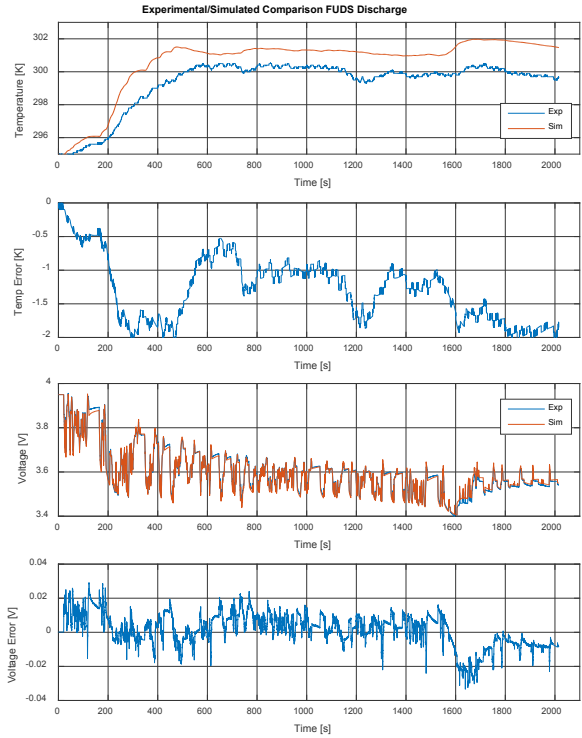 Experimental/Simulated Comparison FUDS Discharge
302
300
298
296
Temperature [K]
Exp
Sim
0 200 400 600 800 1000 1200 1400 1600 1800 2000
Time [s]
0
-0.5
-1
-1.5
-2
Temp Error [K]
0 200 400 600 800 1000 1200 1400 1600 1800 2000
Time [s]
4
3.8
3.6
3.4
Voltage [V]
Exp
Sim
0 200 400 600 800 1000 1200 1400 1600 1800 2000
Time [s]
0.04
0.02
0
-0.02
-0.04
Voltage Error [V]
0 200 400 600 800 1000 1200 1400 1600 1800 2000
Time [s]